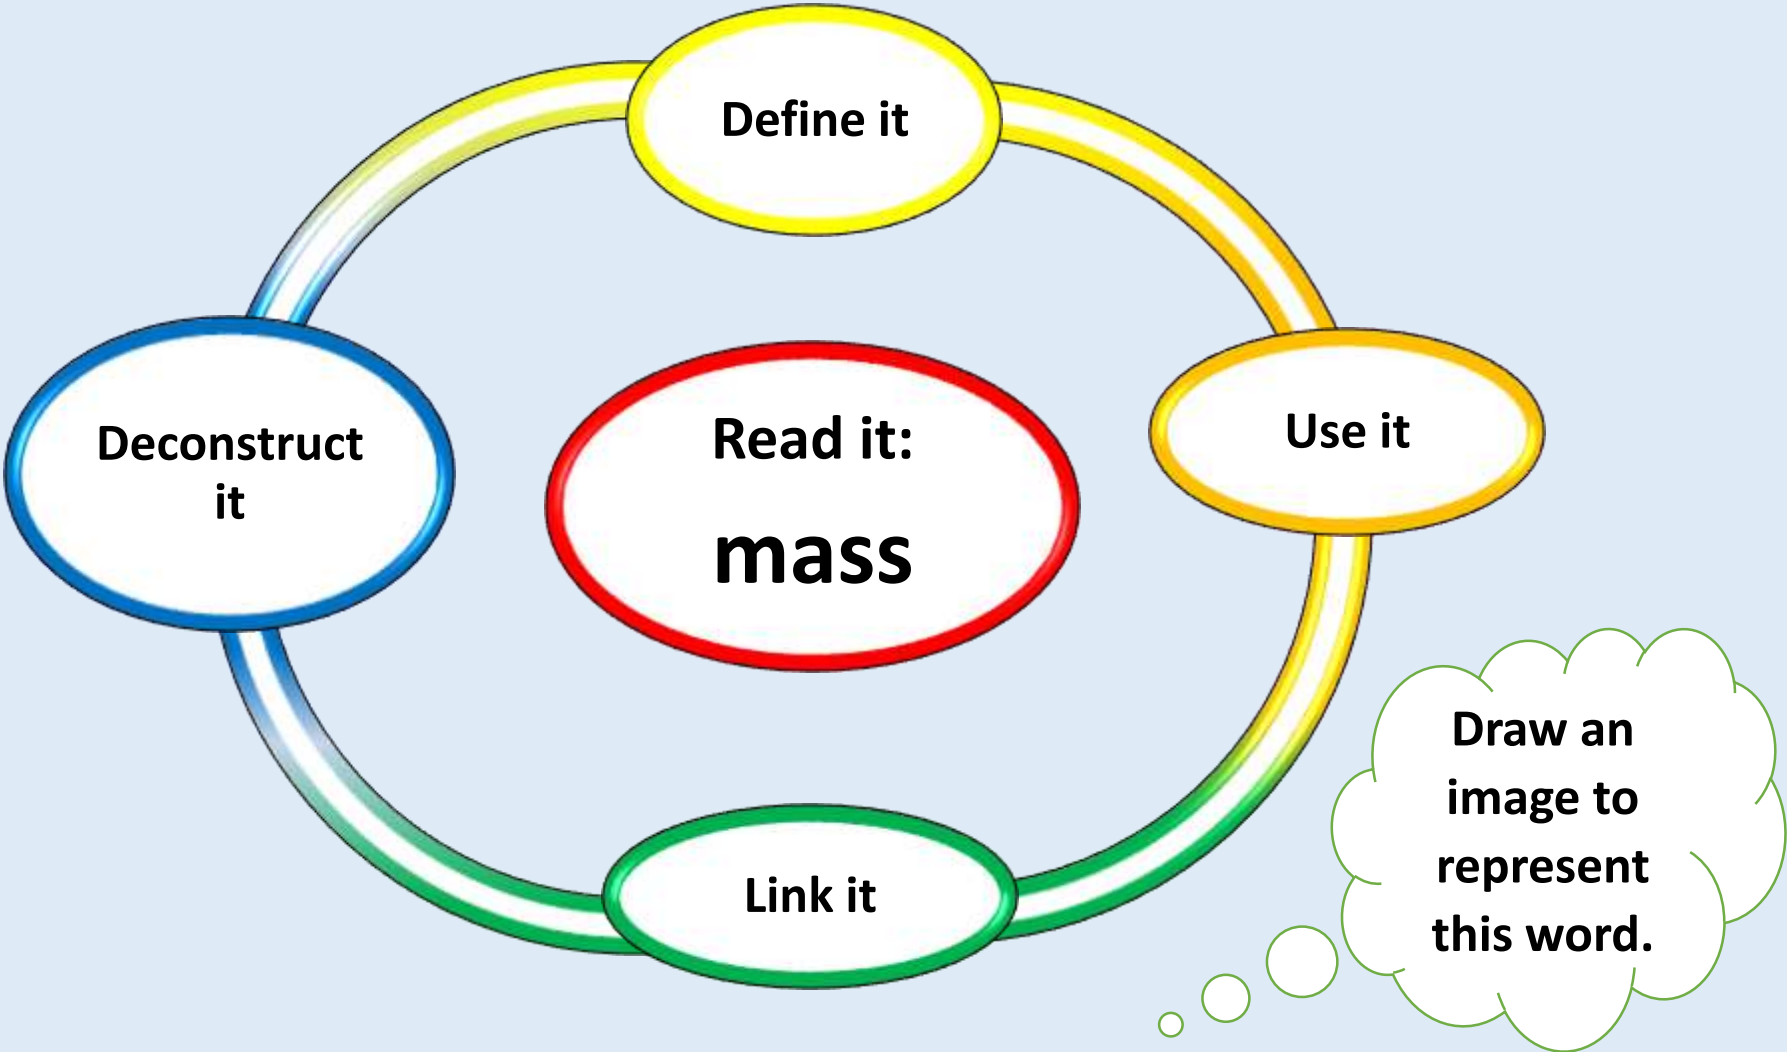 Define it
Deconstruct
it
Read it:
mass
Use it
Link it
Draw an
image to
represent
this word.